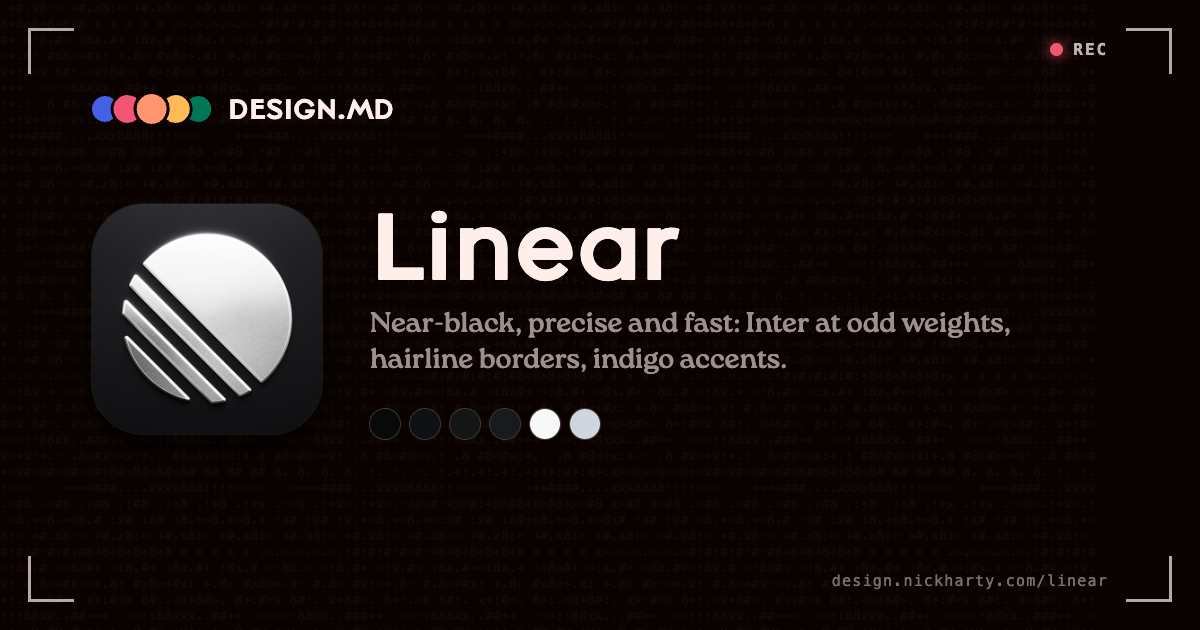 REC
DESIGN.MD
Linear
Near-black, precise and fast: Inter at odd weights,
hairline borders, indigo accents.
design.nickharty.com/linear